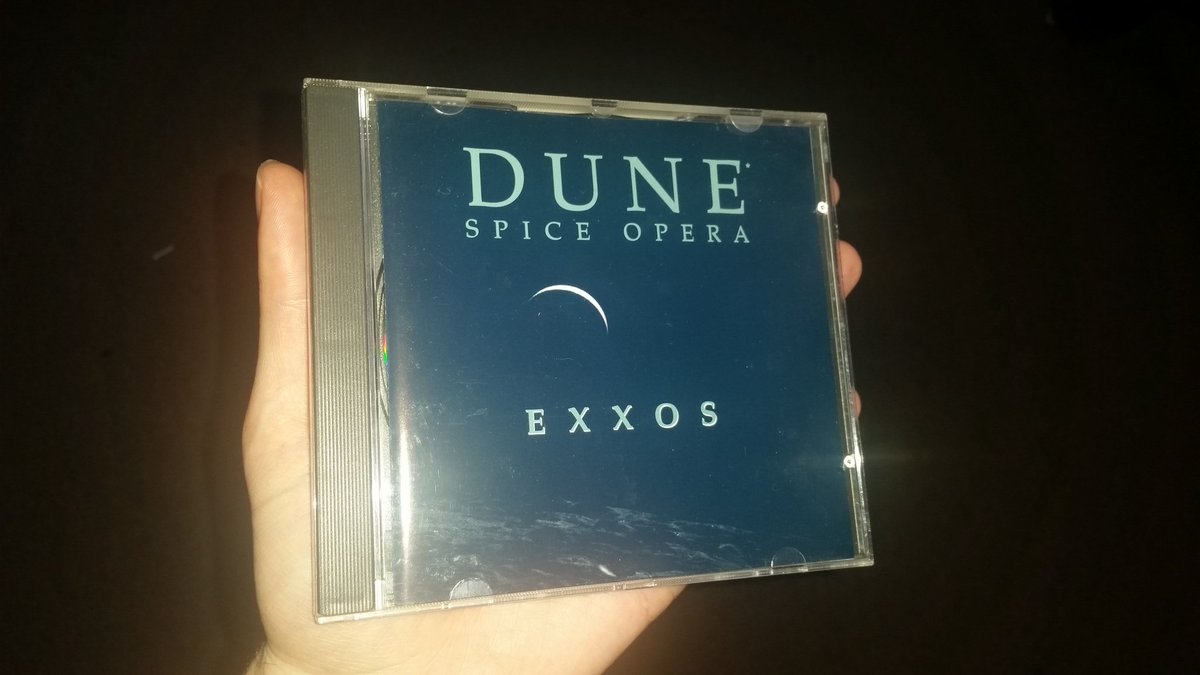 DUNE*
SPICE OPERA
EXXOS